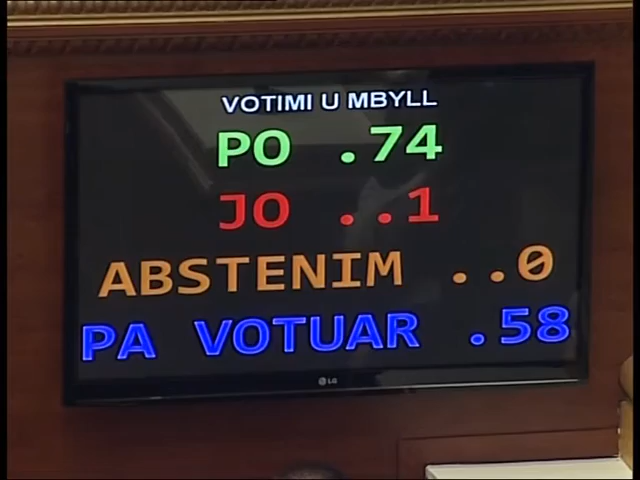 VOTIMI U MBYLL
PO .74
JO ..1
ABSTENIM ..0
PA VOTUAR .58
LG